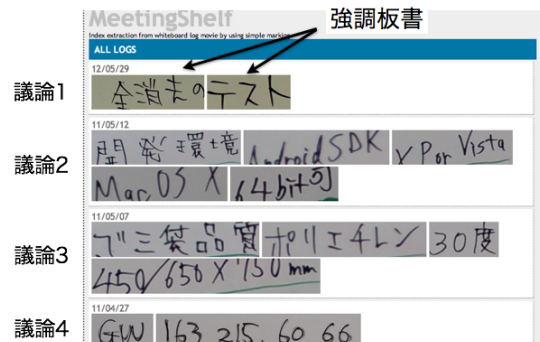 MeetingShelf
強調板書
Index extraction from whiteboard log movie by using simple marking
ALL LOGS
12/05/29
議論1
全消去のテスト
11/05/12
議論2
開発環境 Android SDK XP or Vista
Mac OS X 64bit可
11/05/07
議論3
ゴミ袋品質 ポリエチレン 30度
450/650 X 750mm
11/04/27
議論4
GW 163.215.60.66